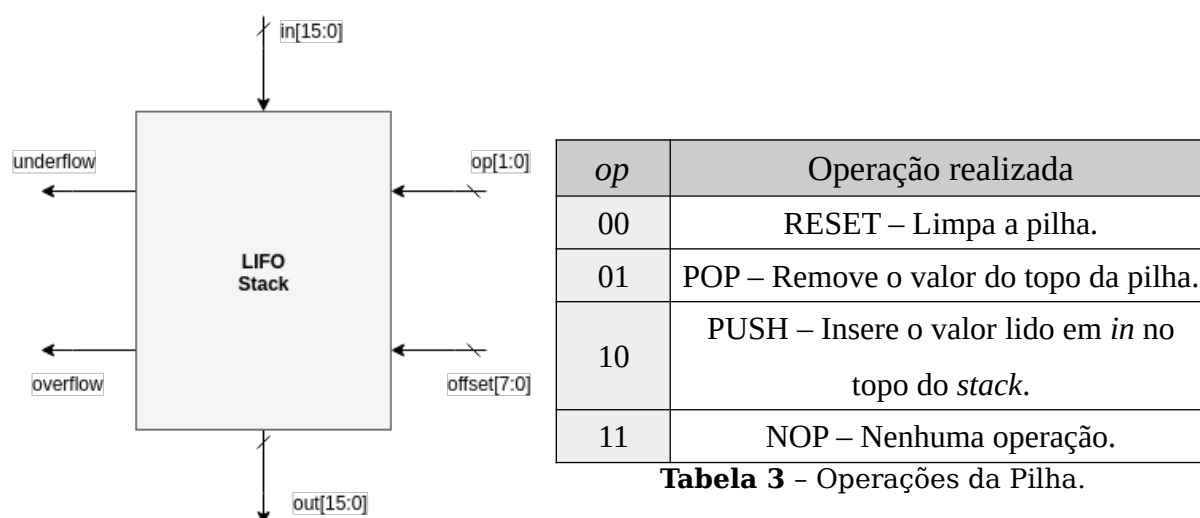 in[15:0]
underflow
op[1:0]
LIFO
Stack
overflow
offset[7:0]
out[15:0]
op Operação realizada
00 RESET – Limpa a pilha.
01 POP – Remove o valor do topo da pilha.
10 PUSH – Insere o valor lido em in no
topo do stack.
11 NOP – Nenhuma operação.
Tabela 3 – Operações da Pilha.